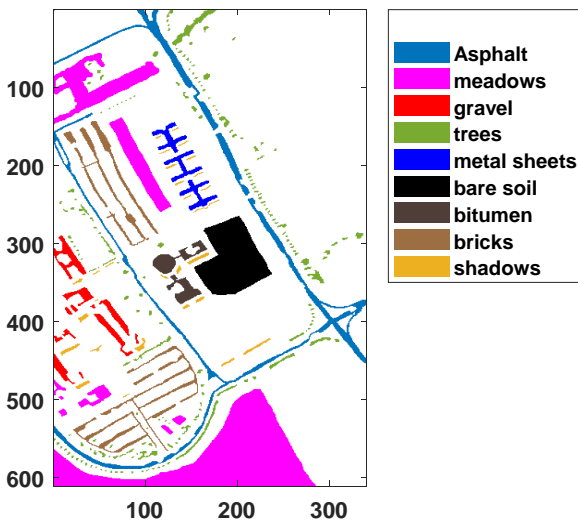 Asphalt
meadows
gravel
trees
metal sheets
bare soil
bitumen
bricks
shadows
100
200
300
400
500
600
100 200 300